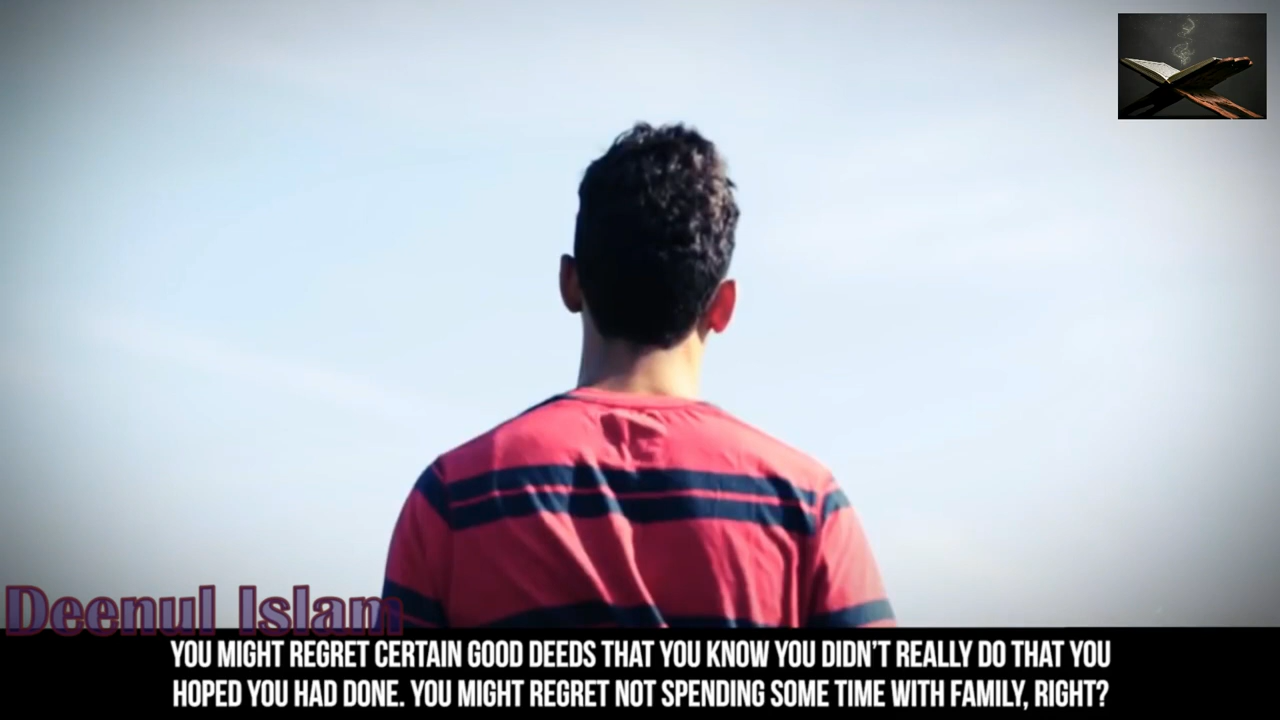 Deenul Islam
YOU MIGHT REGRET CERTAIN GOOD DEEDS THAT YOU KNOW YOU DIDN'T REALLY DO THAT YOU
HOPED YOU HAD DONE. YOU MIGHT REGRET NOT SPENDING SOME TIME WITH FAMILY, RIGHT?